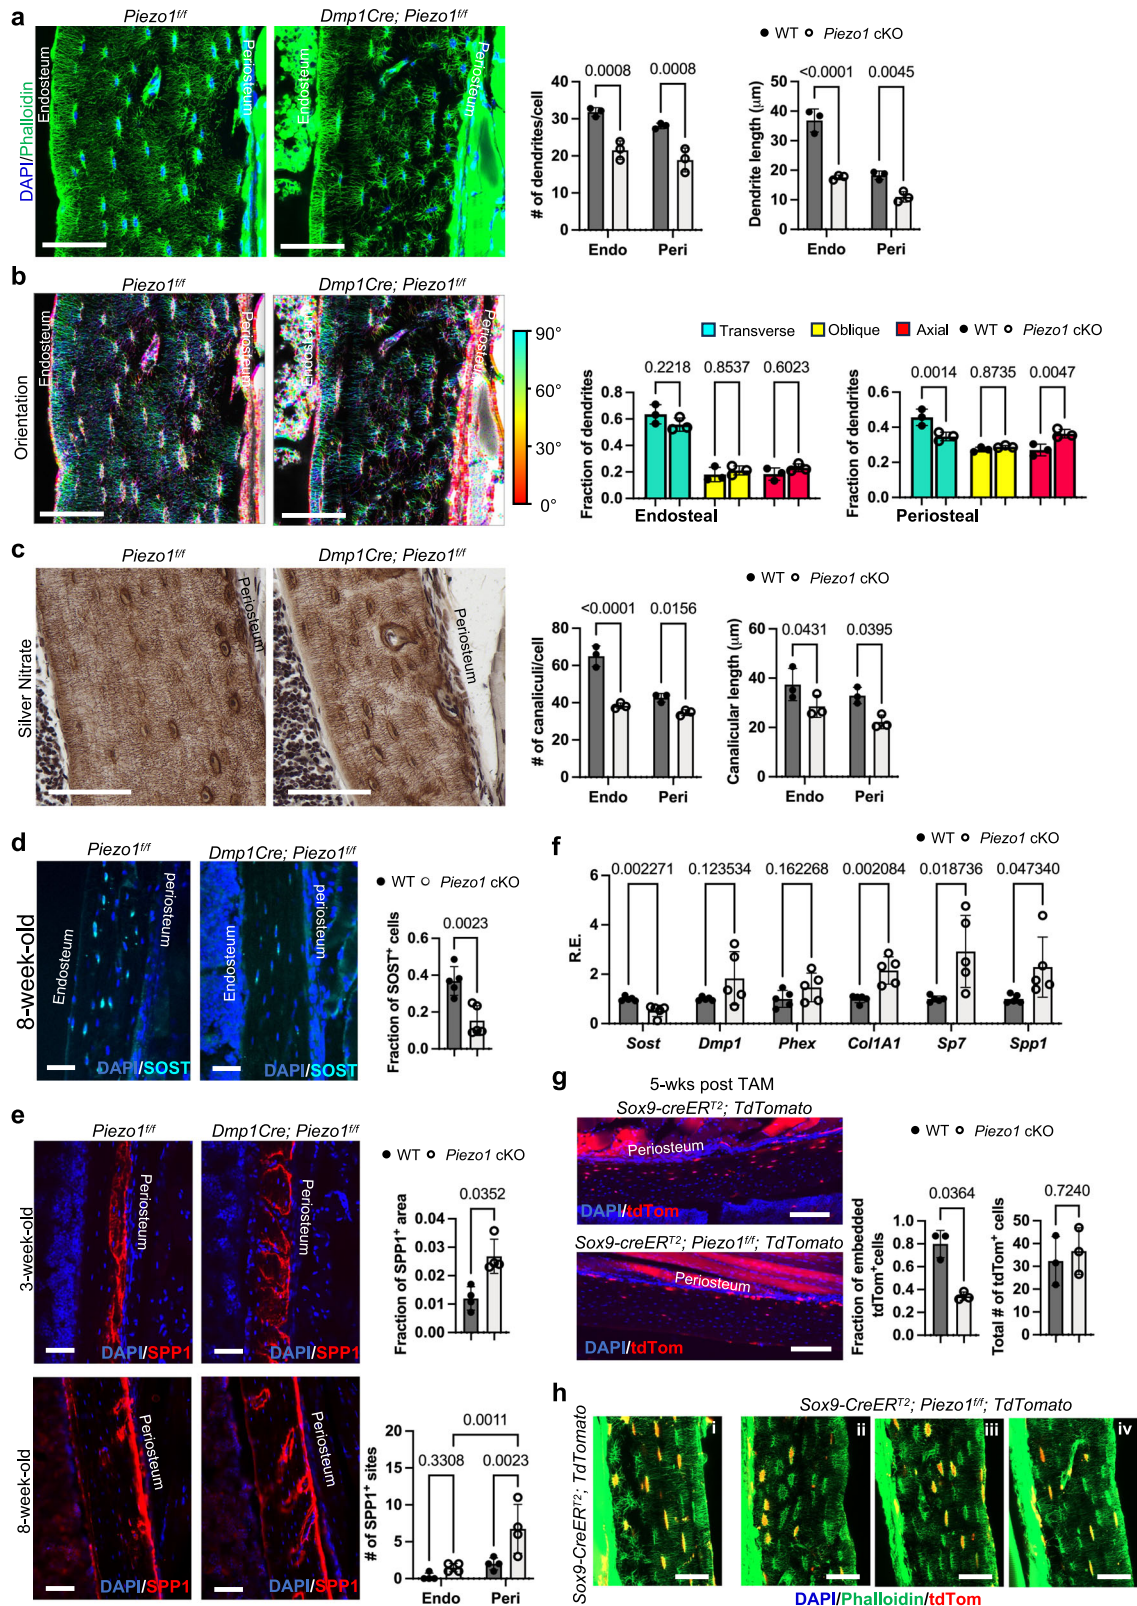 a
Piezo1f/f
Dmp1Cre; Piezo1f/f
DAPI/Phalloidin
Endosteum
Periosteum
Endosteum
Periosteum
WT Piezo1 cKO
# of dendrites/cell
0.0008 0.0008
40
20
0
Endo Peri
Dendrite length (μm)
<0.0001 0.0045
50
40
30
20
10
0
Endo Peri
b
Piezo1f/f
Dmp1Cre; Piezo1f/f
Orientation
Endosteum
Periosteum
Endosteum
Periosteum
90°
60°
30°
0°
Transverse Oblique Axial WT Piezo1 cKO
Fraction of dendrites
0.2218 0.8537 0.6023
0.8
0.6
0.4
0.2
0.0
Endosteal
Fraction of dendrites
0.0014 0.8735 0.0047
0.6
0.4
0.2
0.0
Periosteal
c
Piezo1f/f
Dmp1Cre; Piezo1f/f
Silver Nitrate
Periosteum
Periosteum
WT Piezo1 cKO
# of canaliculi/cell
<0.0001 0.0156
80
60
40
20
0
Endo Peri
Canalicular length (μm)
0.0431 0.0395
60
40
20
0
Endo Peri
d
Piezo1f/f
Dmp1Cre; Piezo1f/f
8-week-old
Endosteum
periosteum
DAPI/SOST
Endosteum
periosteum
DAPI/SOST
WT Piezo1 cKO
Fraction of SOST+ cells
0.0023
0.6
0.4
0.2
0.0
e
Piezo1f/f
Dmp1Cre; Piezo1f/f
3-week-old
Periosteum
DAPI/SPP1
Periosteum
DAPI/SPP1
WT Piezo1 cKO
Fraction of SPP1+ area
0.0352
0.04
0.03
0.02
0.01
0.00
8-week-old
Periosteum
DAPI/SPP1
Periosteum
DAPI/SPP1
# of SPP1+ sites
0.0011
0.3308 0.0023
20
15
10
5
0
Endo Peri
f
WT Piezo1 cKO
R.E.
0.002271 0.123534 0.162268 0.002084 0.018736 0.047340
6
4
2
0
Sost Dmp1 Phex Col1A1 Sp7 Spp1
g
5-wks post TAM
Sox9-creERT2; TdTomato
Periosteum
DAPI/tdTom
Sox9-creERT2; Piezo1f/f; TdTomato
Periosteum
DAPI/tdTom
WT Piezo1 cKO
Fraction of embedded
tdTom+cells
0.0364
1.0
0.8
0.6
0.4
0.2
0.0
Total # of tdTom+ cells
0.7240
50
40
30
20
10
0
h
Sox9-CreERT2; TdTomato
Sox9-CreERT2; Piezo1f/f; TdTomato
i
ii
iii
iv
DAPI/Phalloidin/tdTom